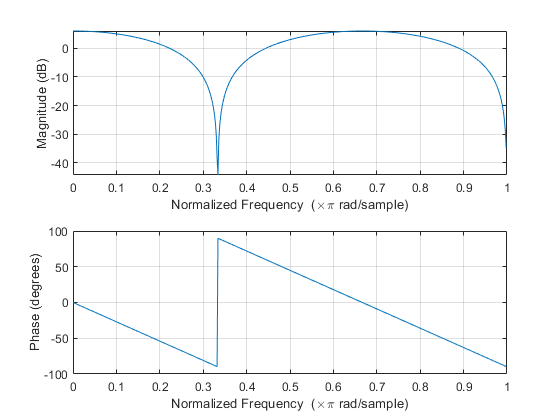 0
-10
-20
-30
-40
Magnitude (dB)
0 0.1 0.2 0.3 0.4 0.5 0.6 0.7 0.8 0.9 1
Normalized Frequency (×π rad/sample)
100
50
0
-50
-100
Phase (degrees)
0 0.1 0.2 0.3 0.4 0.5 0.6 0.7 0.8 0.9 1
Normalized Frequency (×π rad/sample)